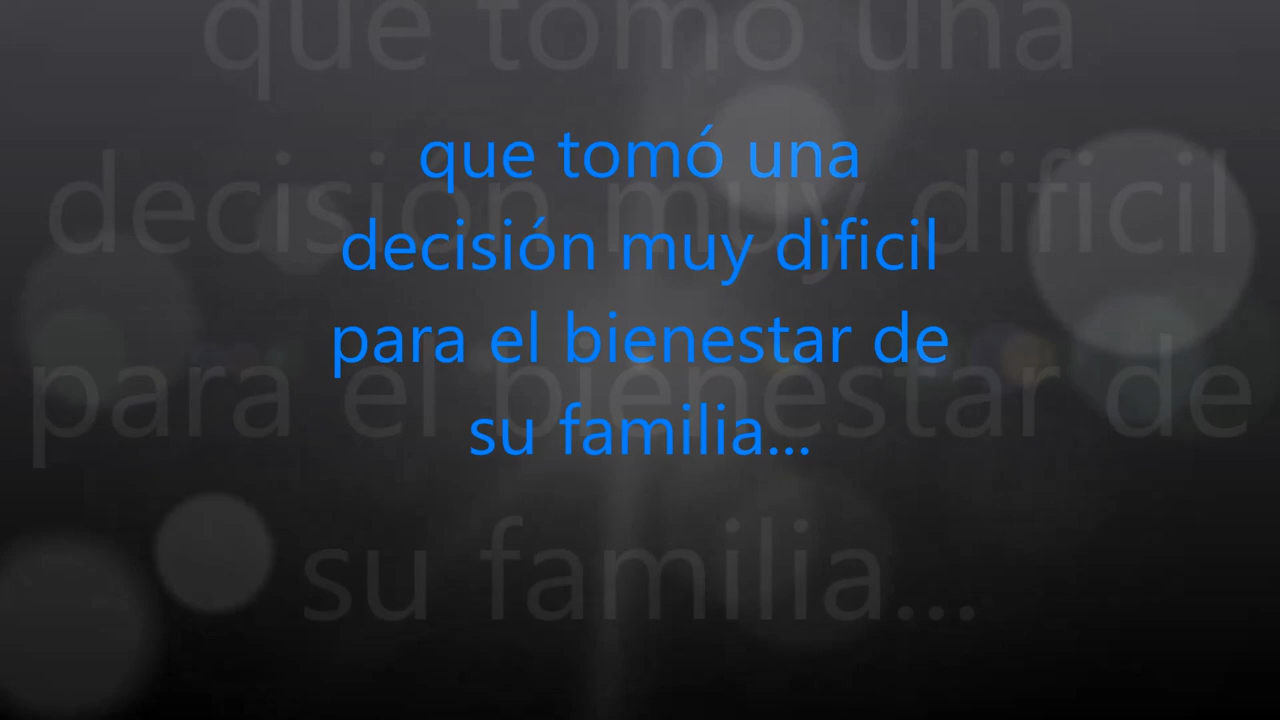 que tomó una
decisión muy dificil
para el bienestar de
su familia...